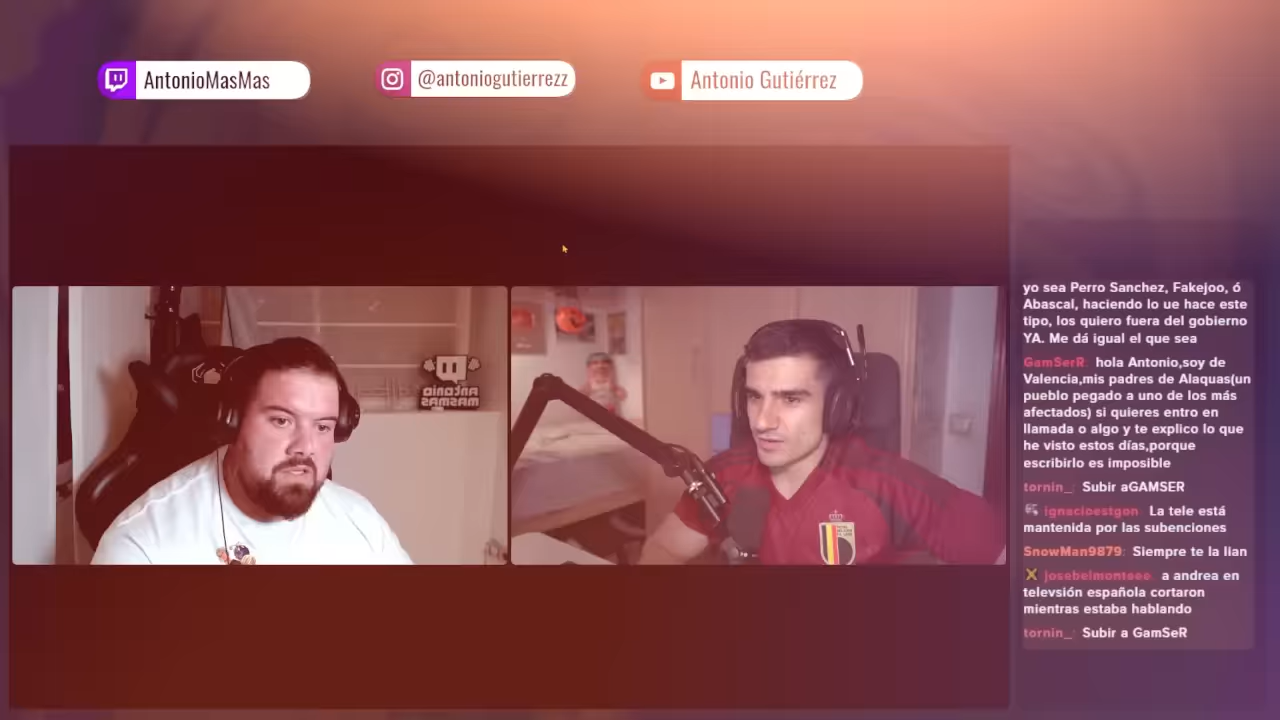 AntonioMasMas
@antoniogutierrezz
Antonio Gutiérrez
Antonio
MASMAS
yo sea Perro Sanchez, Fakejoo, ó
Abascal, haciendo lo ue hace este
tipo, los quiero fuera del gobierno
YA. Me dá igual el que sea
GamSerR: hola Antonio,soy de
Valencia,mis padres de Alaquas(un
pueblo pegado a uno de los más
afectados) si quieres entro en
llamada o algo y te explico lo que
he visto estos días,porque
escribirlo es imposible
tornin_: Subir aGAMSER
ignacioestgon: La tele está
mantenida por las subenciones
SnowMan9879: Siempre te la lian
josebelmontsee: a andrea en
televsión española cortaron
mientras estaba hablando
tornin_: Subir a GamSeR